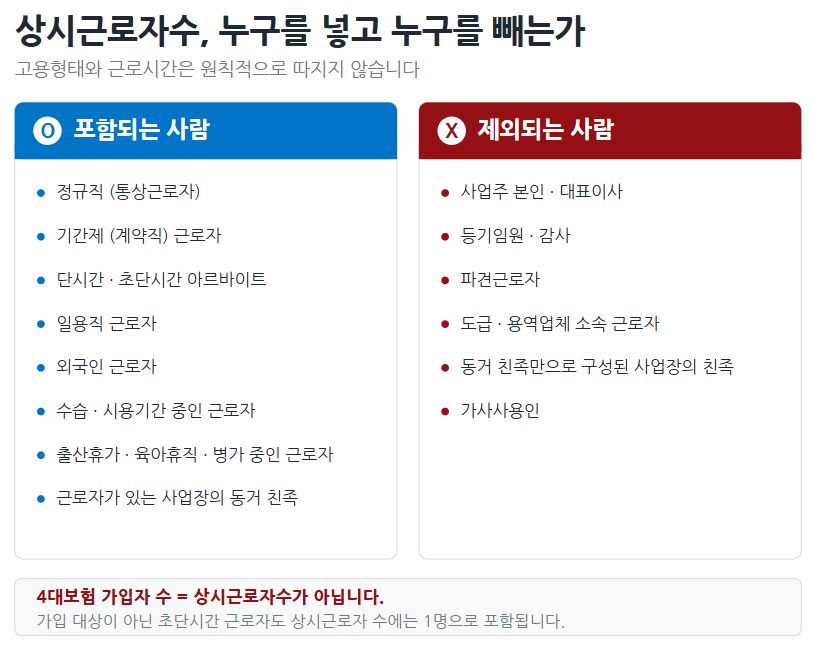 상시근로자수, 누구를 넣고 누구를 빼는가
고용형태와 근로시간은 원칙적으로 따지지 않습니다
O 포함되는 사람
• 정규직 (통상근로자)
• 기간제 (계약직) 근로자
• 단시간 · 초단시간 아르바이트
• 일용직 근로자
• 외국인 근로자
• 수습 · 시용기간 중인 근로자
• 출산휴가 · 육아휴직 · 병가 중인 근로자
• 근로자가 있는 사업장의 동거 친족
X 제외되는 사람
• 사업주 본인 · 대표이사
• 등기임원 · 감사
• 파견근로자
• 도급 · 용역업체 소속 근로자
• 동거 친족만으로 구성된 사업장의 친족
• 가사사용인
4대보험 가입자 수 = 상시근로자수가 아닙니다.
가입 대상이 아닌 초단시간 근로자도 상시근로자 수에는 1명으로 포함됩니다.